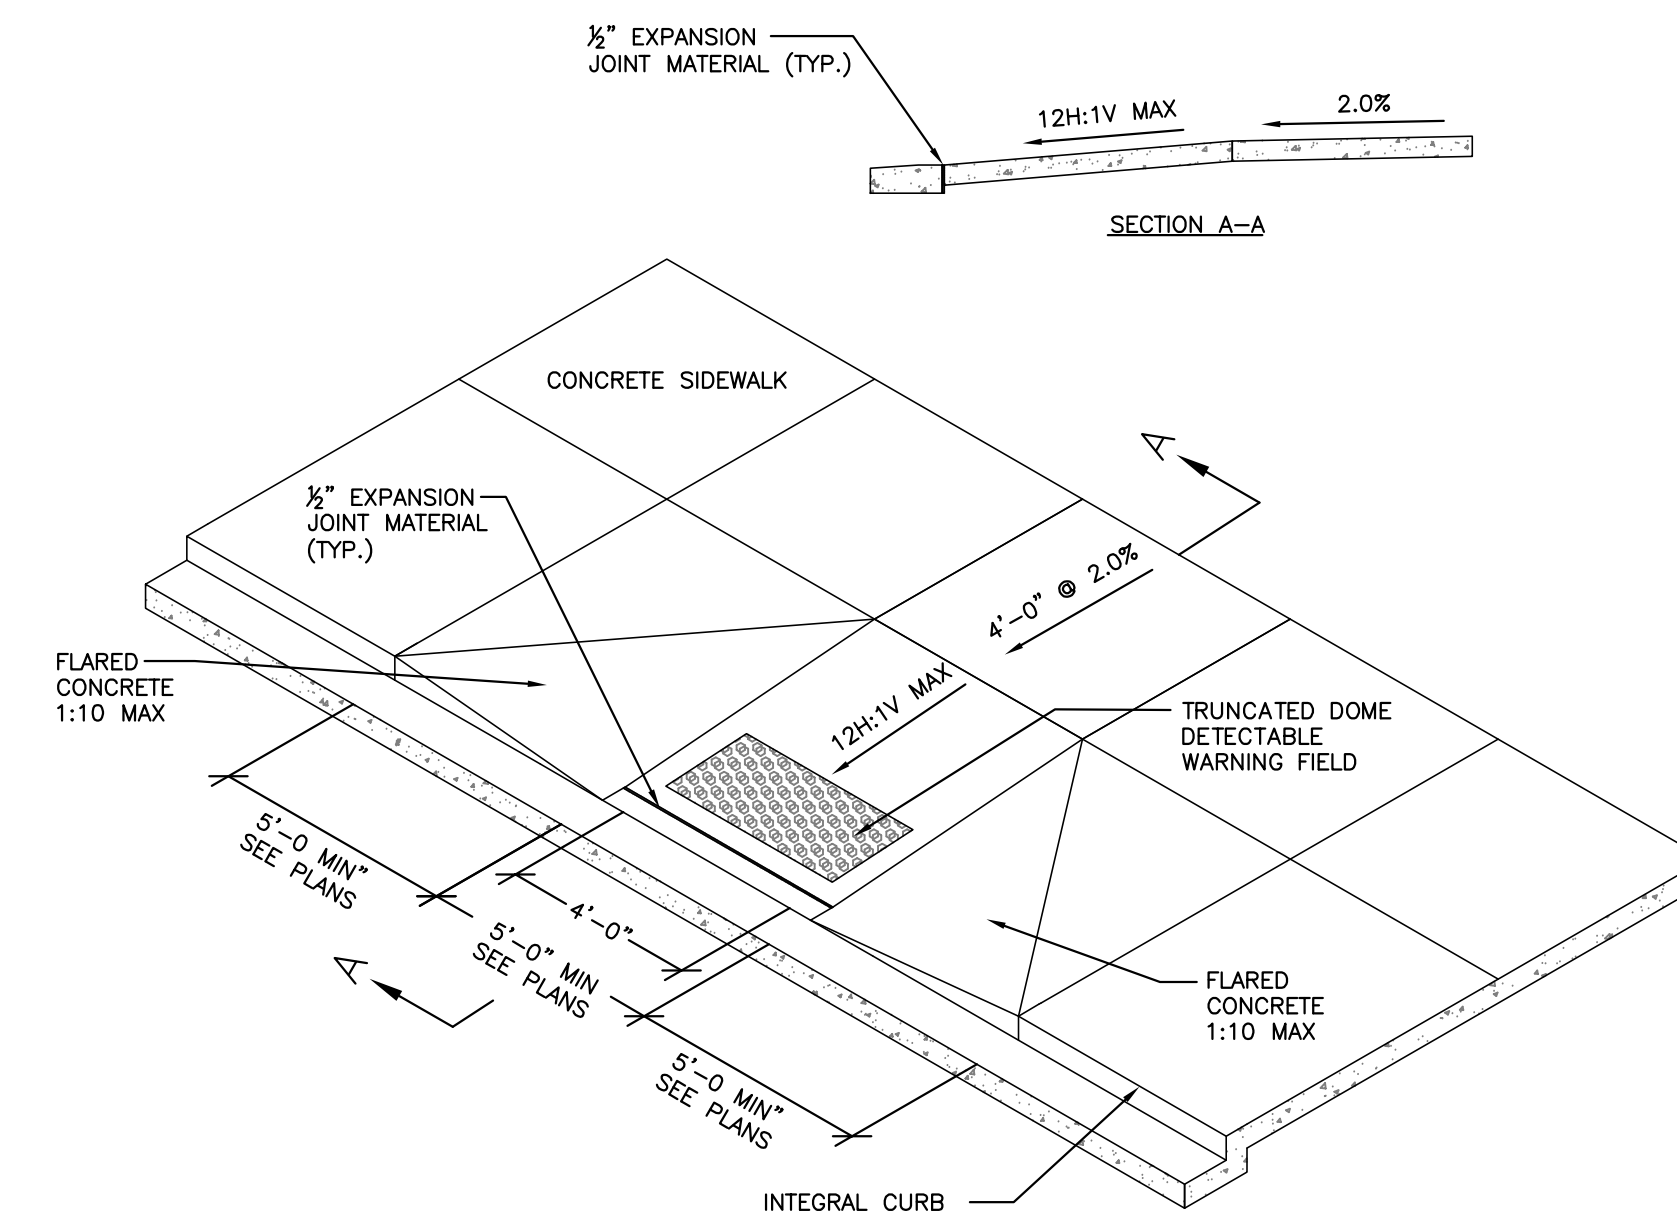 ½” EXPANSION
JOINT MATERIAL (TYP.)
12H:1V MAX
2.0%
SECTION A–A
CONCRETE SIDEWALK
A
½” EXPANSION
JOINT MATERIAL
(TYP.)
4’–0” @ 2.0%
FLARED
CONCRETE
1:10 MAX
12H:1V MAX
TRUNCATED DOME
DETECTABLE
WARNING FIELD
5’–0 MIN”
SEE PLANS
4’–0”
5’–0” MIN
SEE PLANS
A
FLARED
CONCRETE
1:10 MAX
5’–0 MIN”
SEE PLANS
INTEGRAL CURB